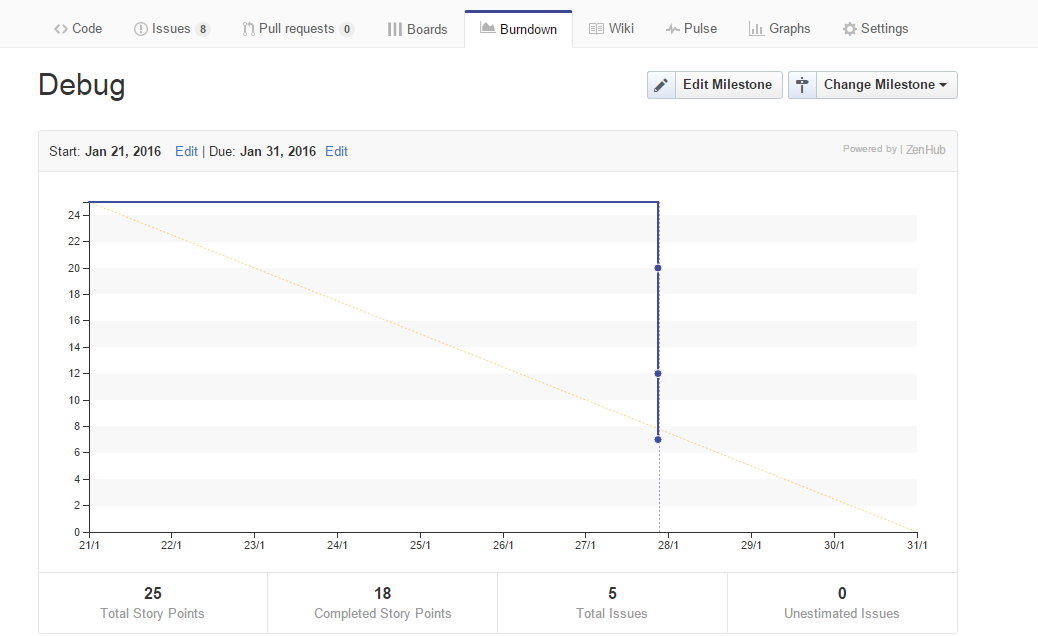 Code Issues 8 Pull requests 0 Boards Burndown Wiki Pulse Graphs Settings
Debug
Edit Milestone Change Milestone
Start: Jan 21, 2016 Edit | Due: Jan 31, 2016 Edit
Powered by | ZenHub
24
22
20
18
16
14
12
10
8
6
4
2
0
21/1 22/1 23/1 24/1 25/1 26/1 27/1 28/1 29/1 30/1 31/1
25 18 5 0
Total Story Points Completed Story Points Total Issues Unestimated Issues